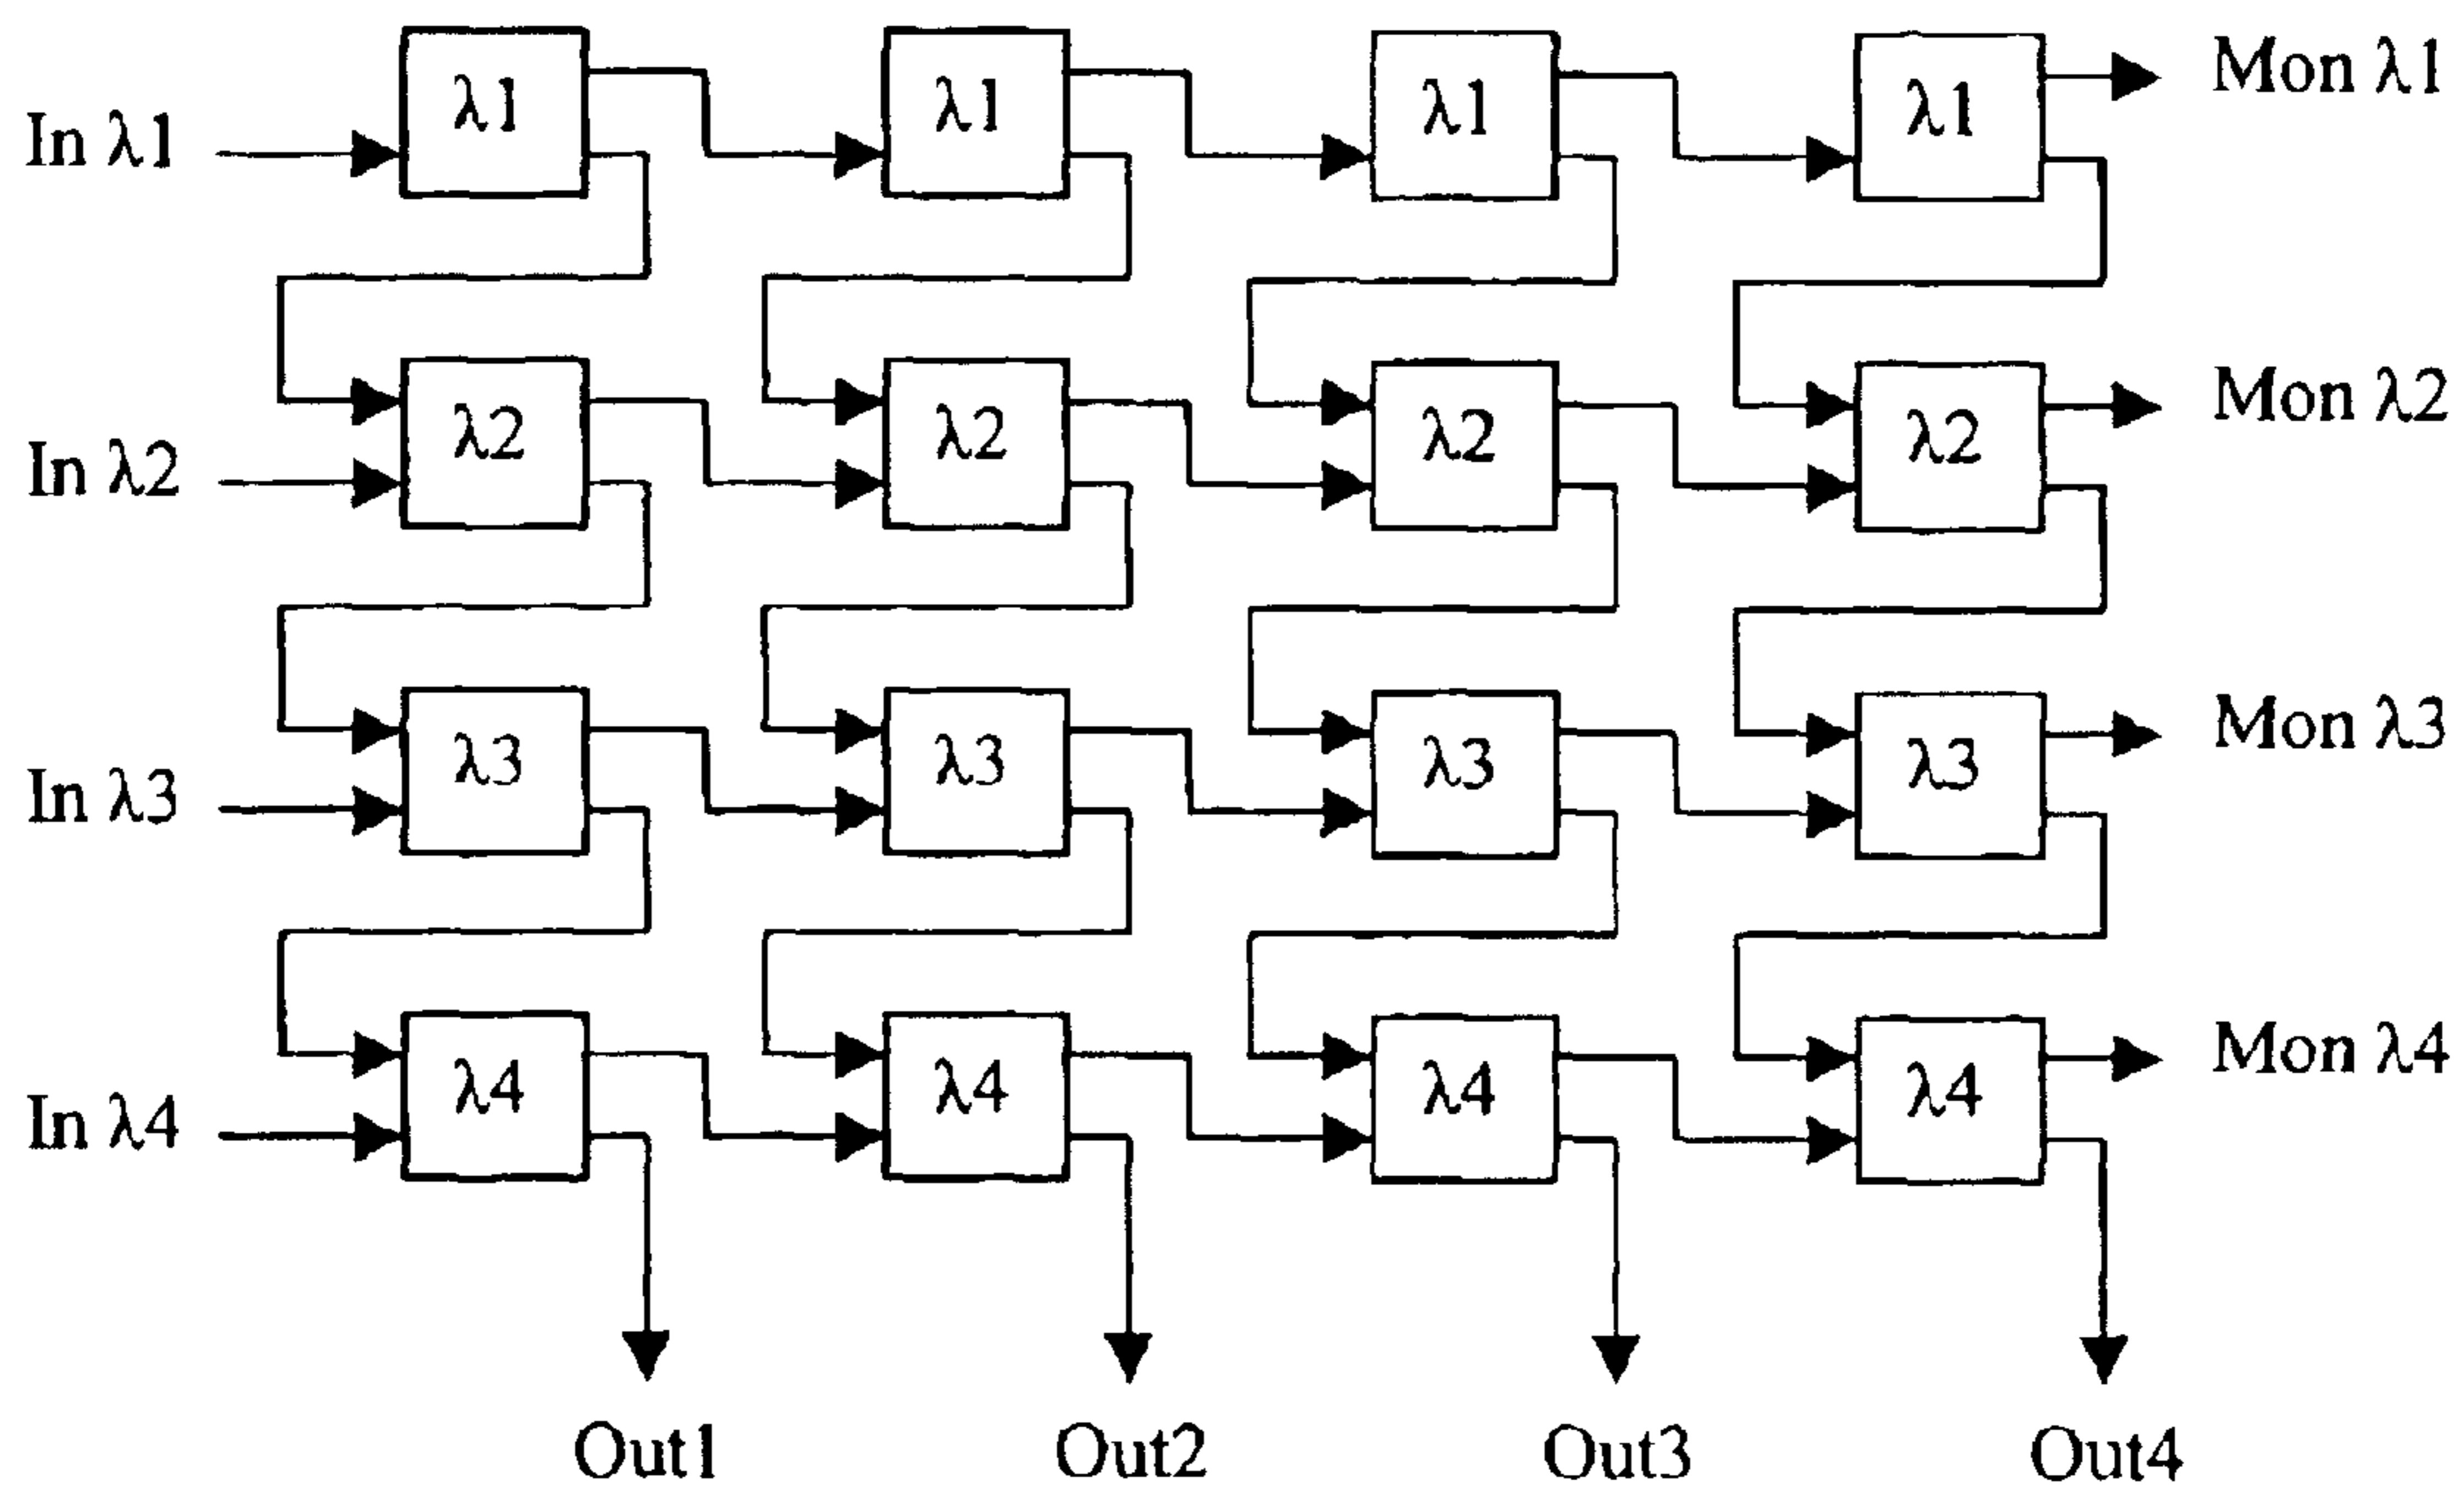 λ1 λ1 λ1 λ1 Mon λ1
In λ1
λ2 λ2 λ2 λ2 Mon λ2
In λ2
λ3 λ3 λ3 λ3 Mon λ3
In λ3
λ4 λ4 λ4 λ4 Mon λ4
In λ4
Out1 Out2 Out3 Out4